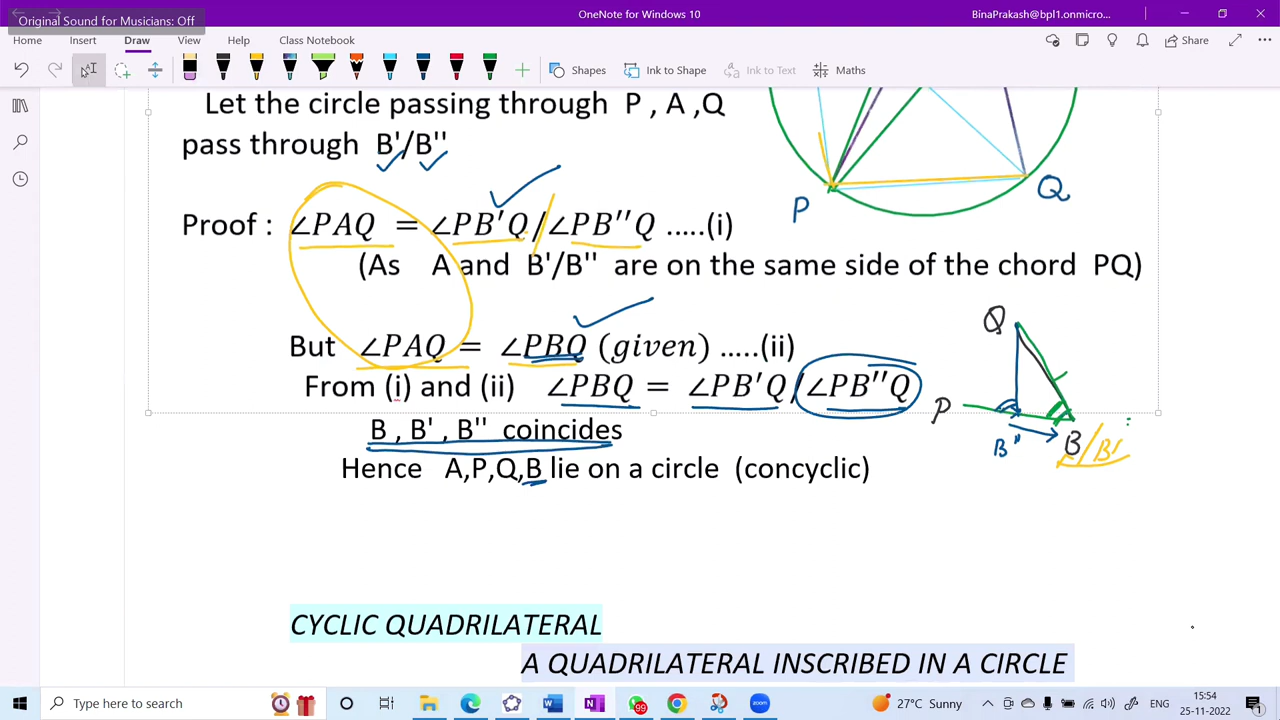 Original Sound for Musicians: Off
OneNote for Windows 10
BinaPrakash@bpl1.onmicro...
Home Insert Draw View Help Class Notebook
Share
Shapes Ink to Shape Ink to Text Maths
Let the circle passing through P , A ,Q
pass through B'/B''
P
Q
Proof : ∠PAQ = ∠PB'Q/∠PB''Q .....(i)
(As A and B'/B'' are on the same side of the chord PQ)
Q
But ∠PAQ = ∠PBQ (given) .....(ii)
From (i) and (ii) ∠PBQ = ∠PB'Q/∠PB''Q
P
B'' B/B'
B , B' , B'' coincides
Hence A,P,Q,B lie on a circle (concyclic)
CYCLIC QUADRILATERAL
A QUADRILATERAL INSCRIBED IN A CIRCLE
Type here to search
99
zoom
27°C Sunny
ENG
15:54
25-11-2022
1